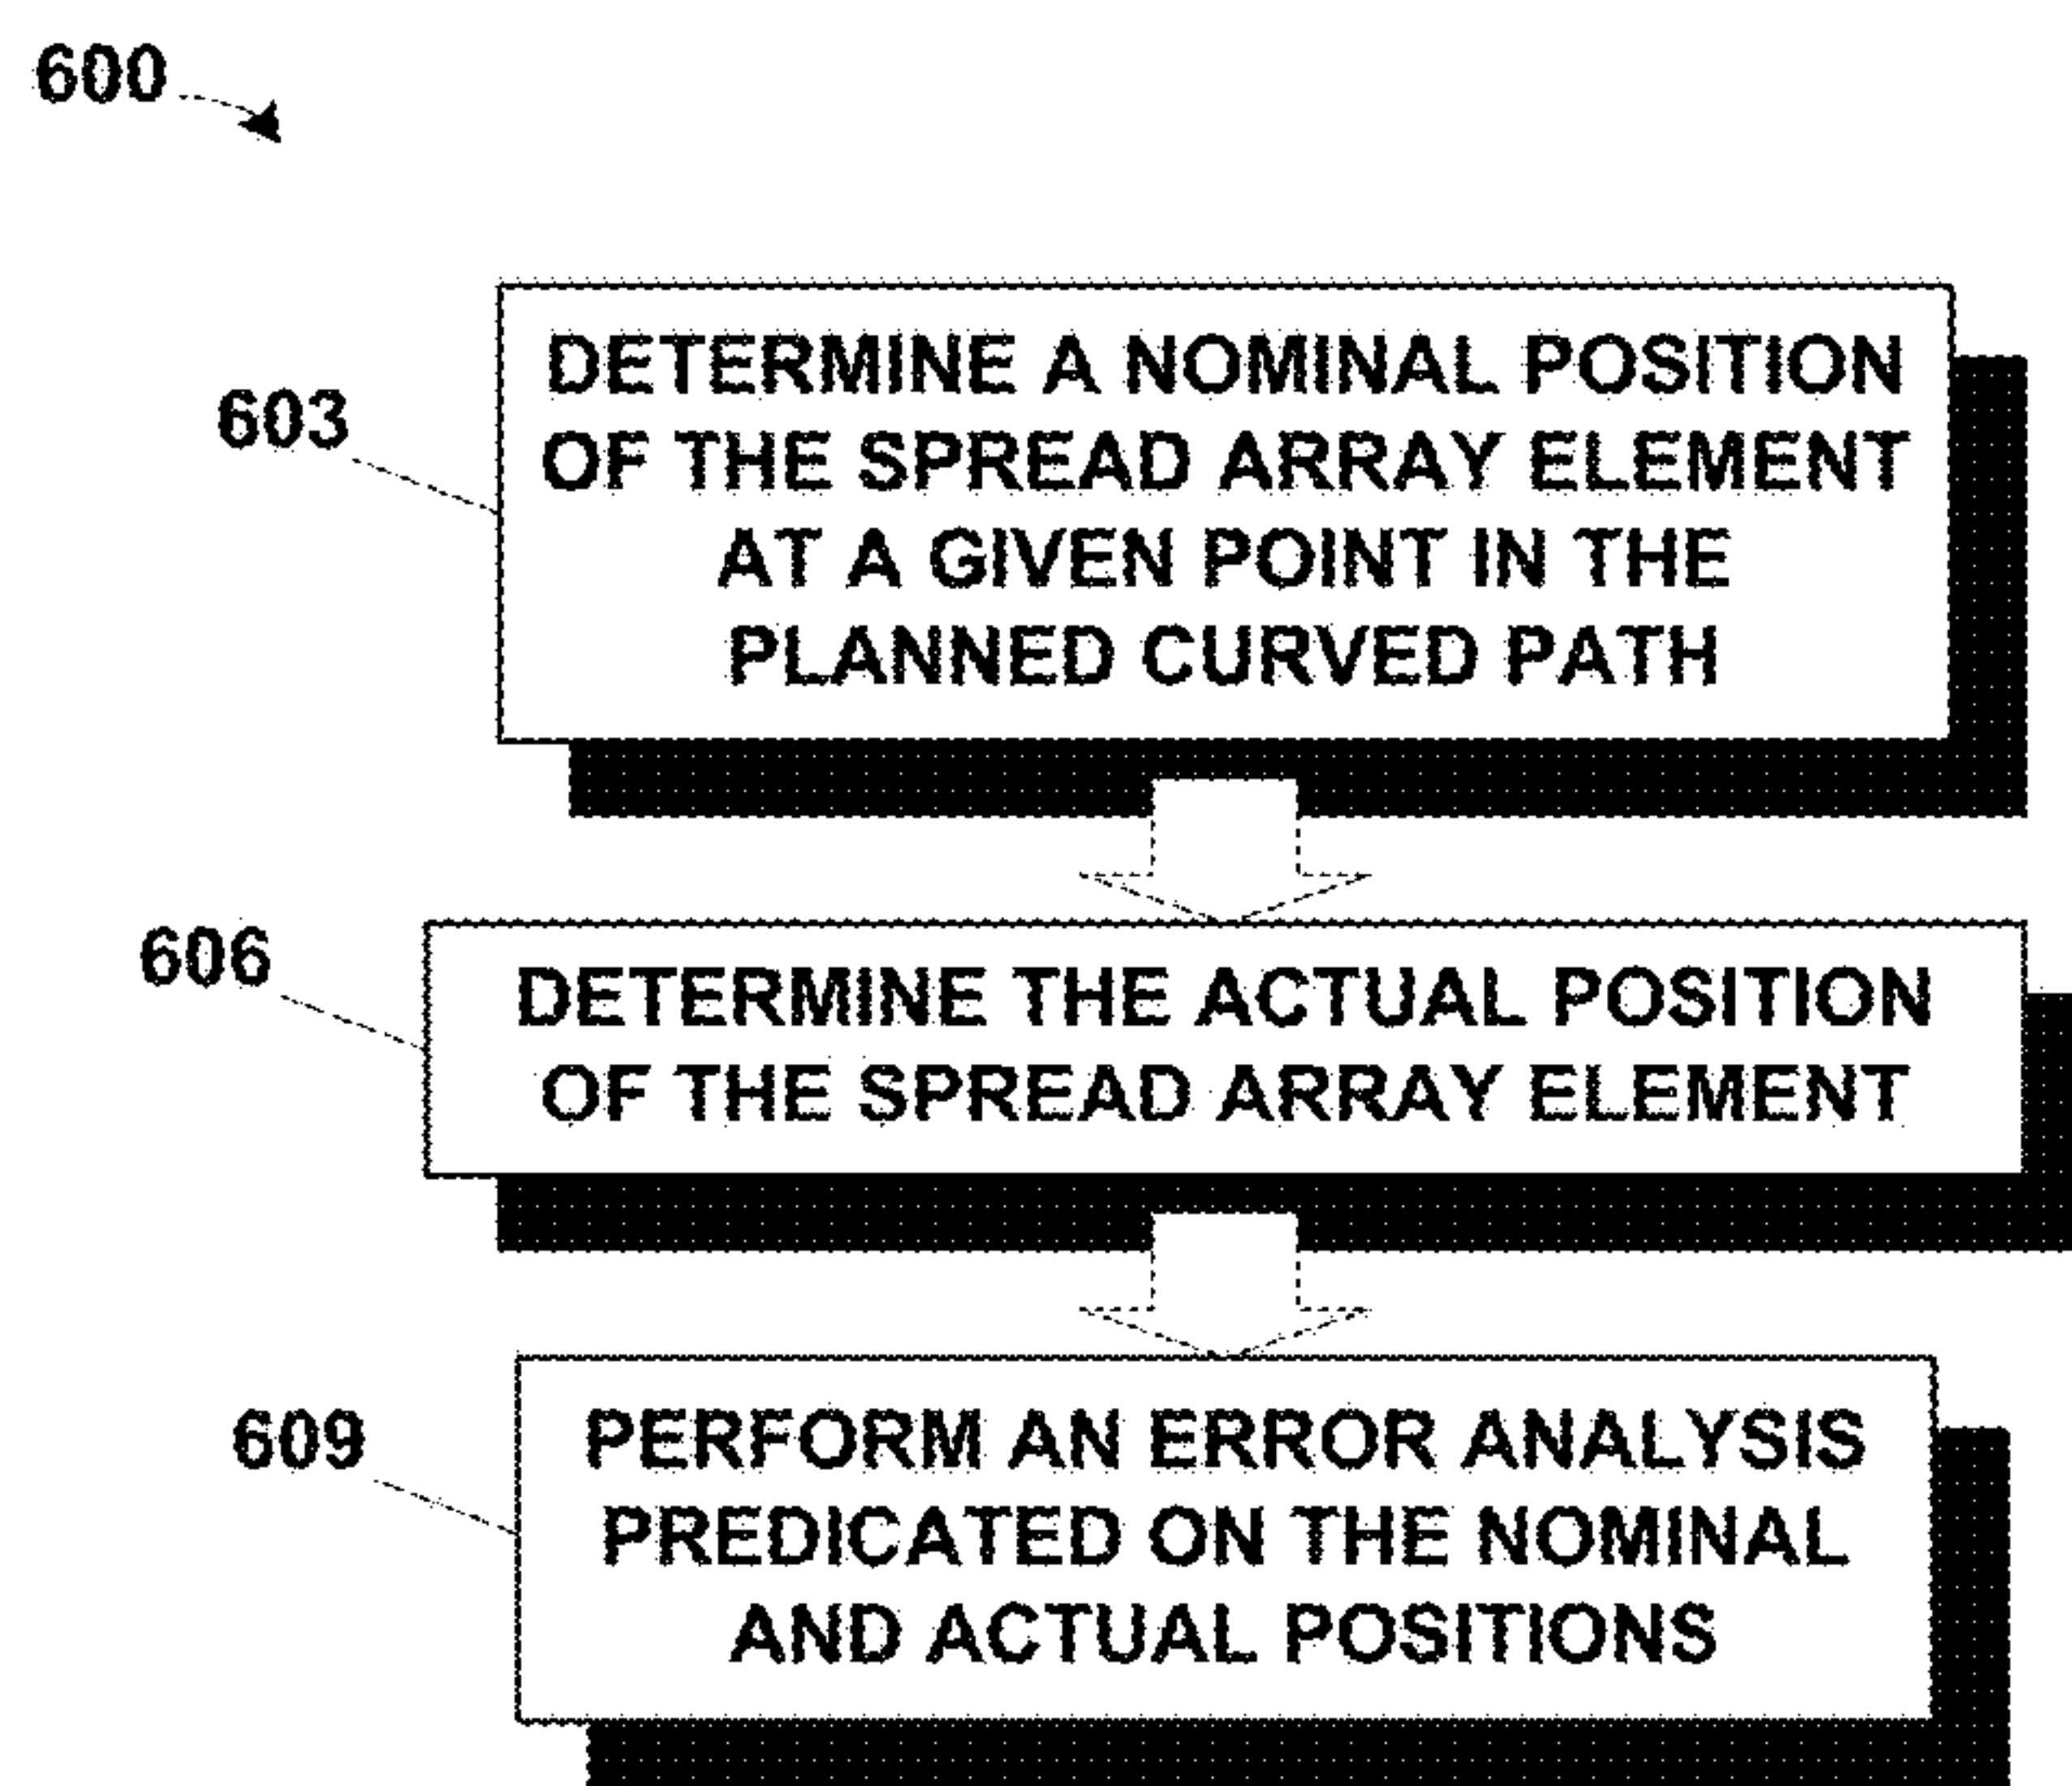 600
603
DETERMINE A NOMINAL POSITION
OF THE SPREAD ARRAY ELEMENT
AT A GIVEN POINT IN THE
PLANNED CURVED PATH
606
DETERMINE THE ACTUAL POSITION
OF THE SPREAD ARRAY ELEMENT
609
PERFORM AN ERROR ANALYSIS
PREDICATED ON THE NOMINAL
AND ACTUAL POSITIONS